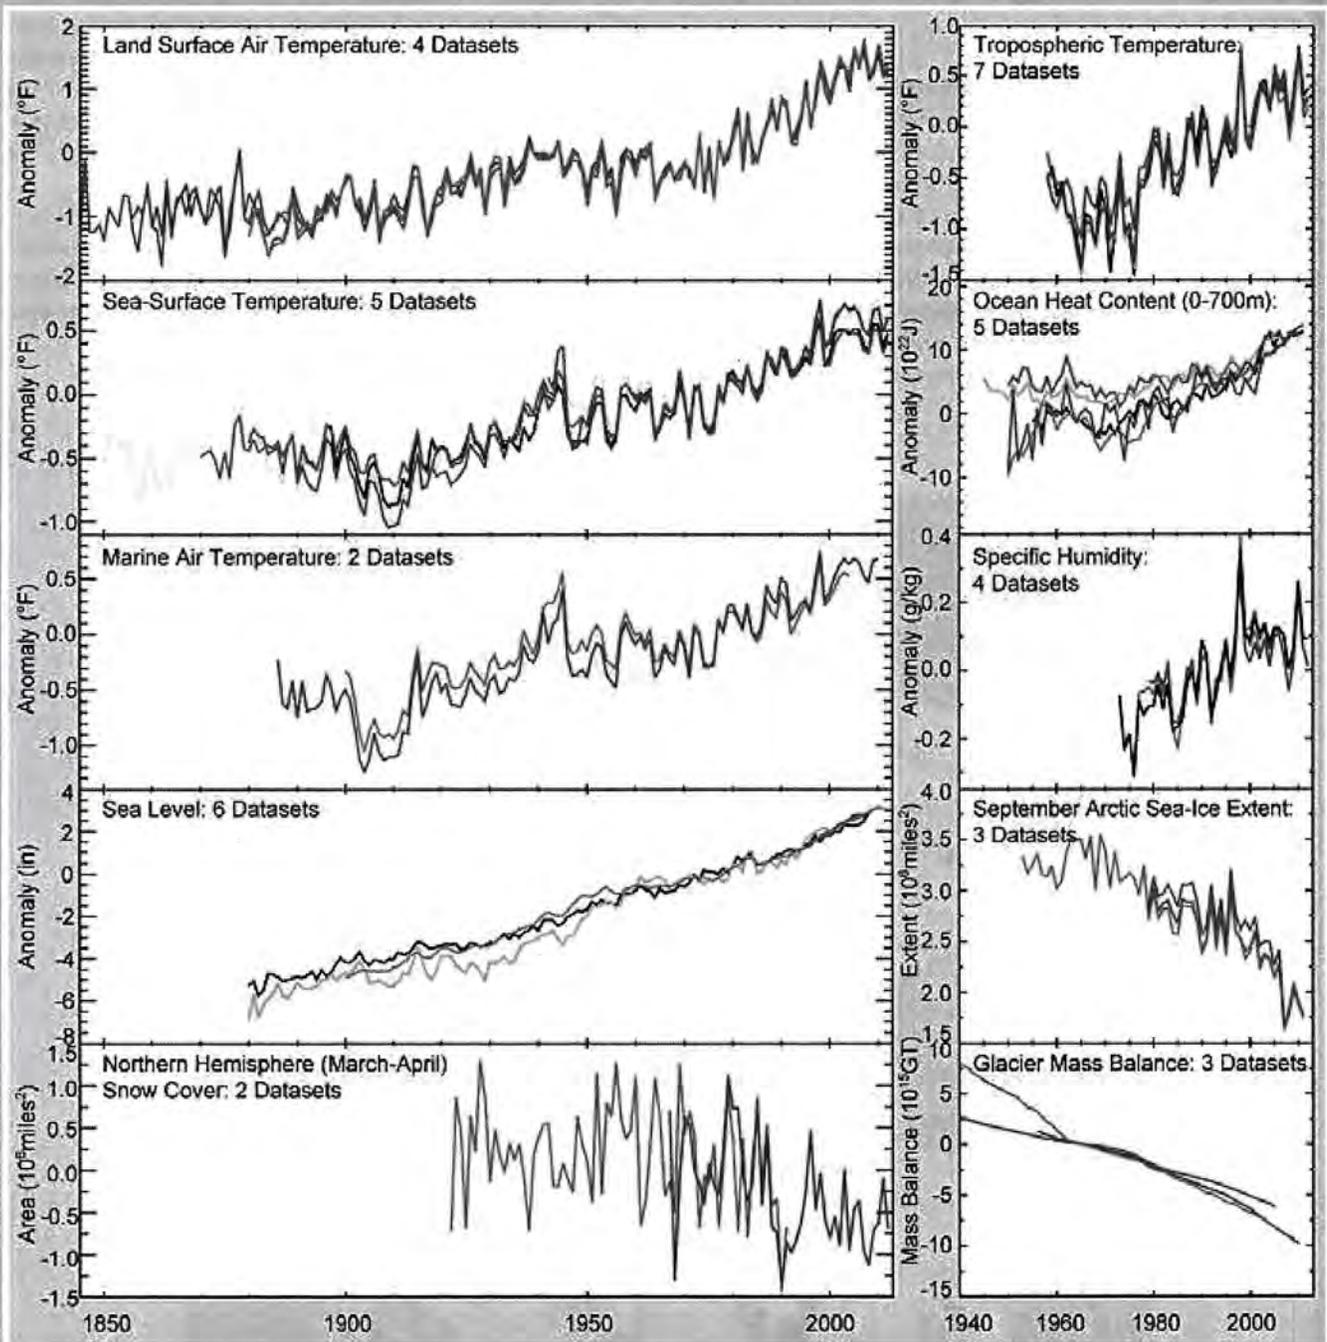 Land Surface Air Temperature: 4 Datasets
Anomaly (°F)
2
1
0
-1
-2
Sea-Surface Temperature: 5 Datasets
Anomaly (°F)
0.5
0.0
-0.5
-1.0
Marine Air Temperature: 2 Datasets
Anomaly (°F)
0.5
0.0
-0.5
-1.0
Sea Level: 6 Datasets
Anomaly (in)
4
2
0
-2
-4
-6
-8
Northern Hemisphere (March-April)
Snow Cover: 2 Datasets
Area (10⁶miles²)
1.5
1.0
0.5
0.0
-0.5
-1.0
-1.5
1850 1900 1950 2000
Tropospheric Temperature:
7 Datasets
Anomaly (°F)
1.0
0.5
0.0
-0.5
-1.0
-1.5
Ocean Heat Content (0-700m):
5 Datasets
Anomaly (10²²J)
20
10
0
-10
Specific Humidity:
4 Datasets
Anomaly (g/kg)
0.4
0.2
0.0
-0.2
September Arctic Sea-Ice Extent:
3 Datasets
Extent (10⁶miles²)
4.0
3.5
3.0
2.5
2.0
1.5
Glacier Mass Balance: 3 Datasets
Mass Balance (10¹⁵GT)
10
5
0
-5
-10
-15
1940 1960 1980 2000